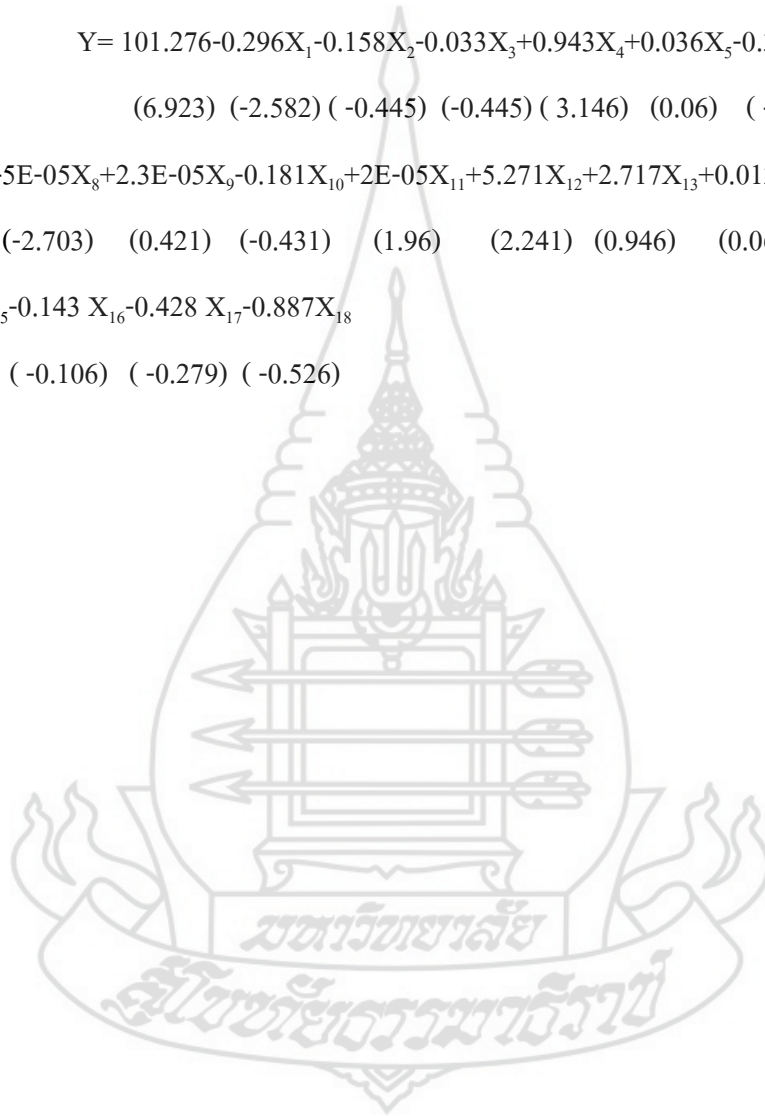 Y= 101.276-0.296X₁-0.158X₂-0.033X₃+0.943X₄+0.036X₅-0.
(6.923) (-2.582) ( -0.445) (-0.445) ( 3.146) (0.06) ( -
5E-05X₈+2.3E-05X₉-0.181X₁₀+2E-05X₁₁+5.271X₁₂+2.717X₁₃+0.01
(-2.703) (0.421) (-0.431) (1.96) (2.241) (0.946) (0.0
₅-0.143 X₁₆-0.428 X₁₇-0.887X₁₈
( -0.106) ( -0.279) ( -0.526)
มหาวิทยาลัย
สุโขทัยธรรมาธิราช